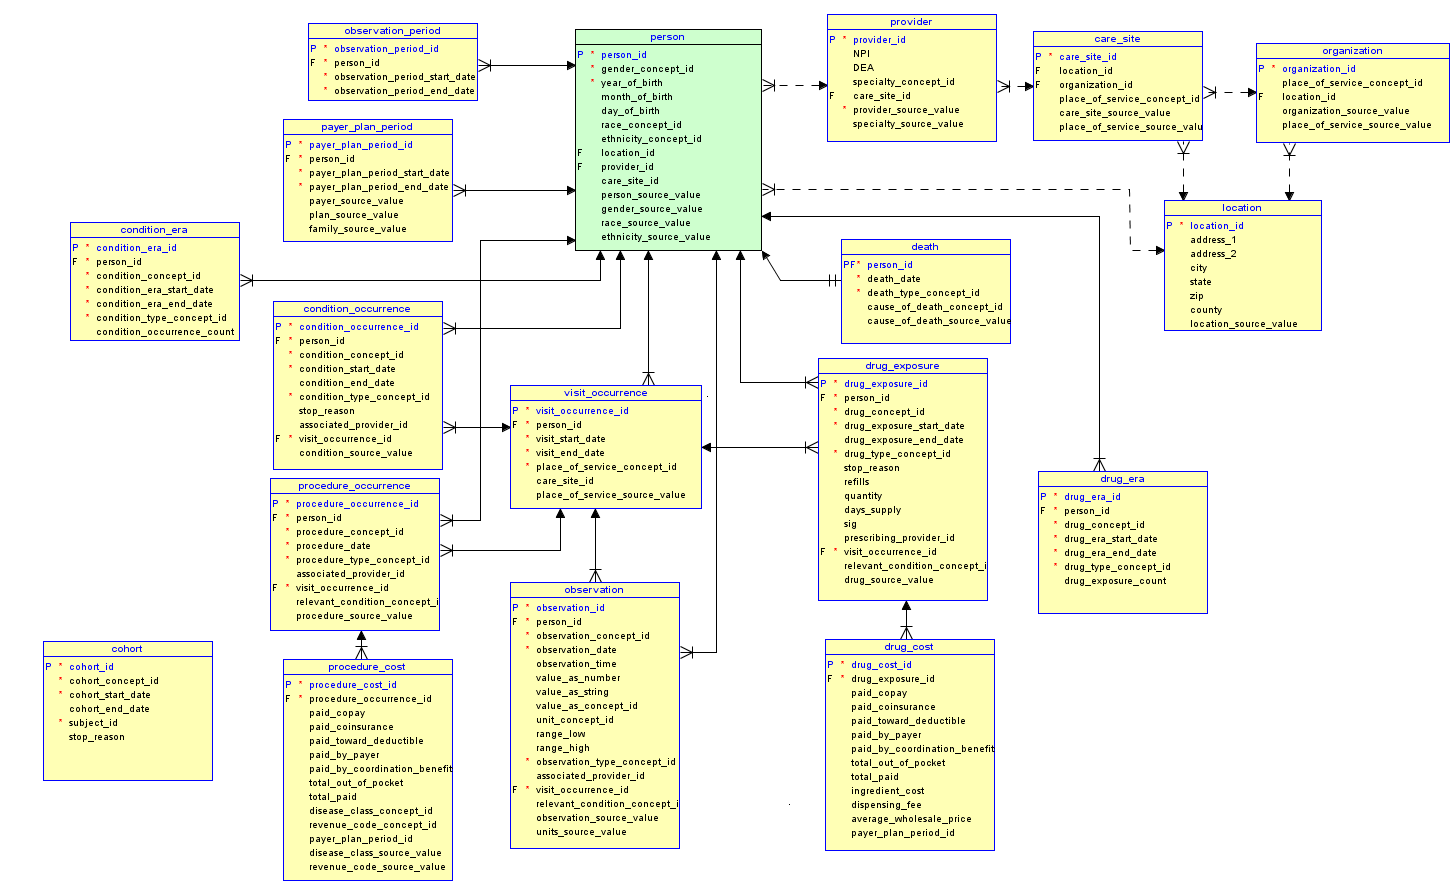 observation_period
P * observation_period_id
F * person_id
* observation_period_start_date
* observation_period_end_date
payer_plan_period
P * payer_plan_period_id
F * person_id
* payer_plan_period_start_date
* payer_plan_period_end_date
payer_source_value
plan_source_value
family_source_value
person
P * person_id
* gender_concept_id
* year_of_birth
month_of_birth
day_of_birth
race_concept_id
ethnicity_concept_id
F location_id
F provider_id
care_site_id
person_source_value
gender_source_value
race_source_value
ethnicity_source_value
provider
P * provider_id
NPI
DEA
specialty_concept_id
F care_site_id
* provider_source_value
specialty_source_value
care_site
P * care_site_id
F location_id
F organization_id
place_of_service_concept_id
care_site_source_value
place_of_service_source_valu
organization
P * organization_id
place_of_service_concept_id
F location_id
organization_source_value
place_of_service_source_value
location
P * location_id
address_1
address_2
city
state
zip
county
location_source_value
condition_era
P * condition_era_id
F * person_id
* condition_concept_id
* condition_era_start_date
* condition_era_end_date
* condition_type_concept_id
condition_occurrence_count
death
PF* person_id
* death_date
* death_type_concept_id
cause_of_death_concept_id
cause_of_death_source_value
condition_occurrence
P * condition_occurrence_id
F * person_id
* condition_concept_id
* condition_start_date
condition_end_date
* condition_type_concept_id
stop_reason
associated_provider_id
F * visit_occurrence_id
condition_source_value
visit_occurrence
P * visit_occurrence_id
F * person_id
* visit_start_date
* visit_end_date
* place_of_service_concept_id
care_site_id
place_of_service_source_value
drug_exposure
P * drug_exposure_id
F * person_id
* drug_concept_id
* drug_exposure_start_date
drug_exposure_end_date
* drug_type_concept_id
stop_reason
refills
quantity
days_supply
sig
prescribing_provider_id
F * visit_occurrence_id
relevant_condition_concept_i
drug_source_value
drug_era
P * drug_era_id
F * person_id
* drug_concept_id
* drug_era_start_date
* drug_era_end_date
* drug_type_concept_id
drug_exposure_count
procedure_occurrence
P * procedure_occurrence_id
F * person_id
* procedure_concept_id
* procedure_date
* procedure_type_concept_id
associated_provider_id
F * visit_occurrence_id
relevant_condition_concept_i
procedure_source_value
observation
P * observation_id
F * person_id
* observation_concept_id
* observation_date
observation_time
value_as_number
value_as_string
value_as_concept_id
unit_concept_id
range_low
range_high
* observation_type_concept_id
associated_provider_id
F * visit_occurrence_id
relevant_condition_concept_i
observation_source_value
units_source_value
cohort
P * cohort_id
* cohort_concept_id
* cohort_start_date
cohort_end_date
* subject_id
stop_reason
procedure_cost
P * procedure_cost_id
F * procedure_occurrence_id
paid_copay
paid_coinsurance
paid_toward_deductible
paid_by_payer
paid_by_coordination_benefit
total_out_of_pocket
total_paid
disease_class_concept_id
revenue_code_concept_id
payer_plan_period_id
disease_class_source_value
revenue_code_source_value
drug_cost
P * drug_cost_id
F * drug_exposure_id
paid_copay
paid_coinsurance
paid_toward_deductible
paid_by_payer
paid_by_coordination_benefit
total_out_of_pocket
total_paid
ingredient_cost
dispensing_fee
average_wholesale_price
payer_plan_period_id